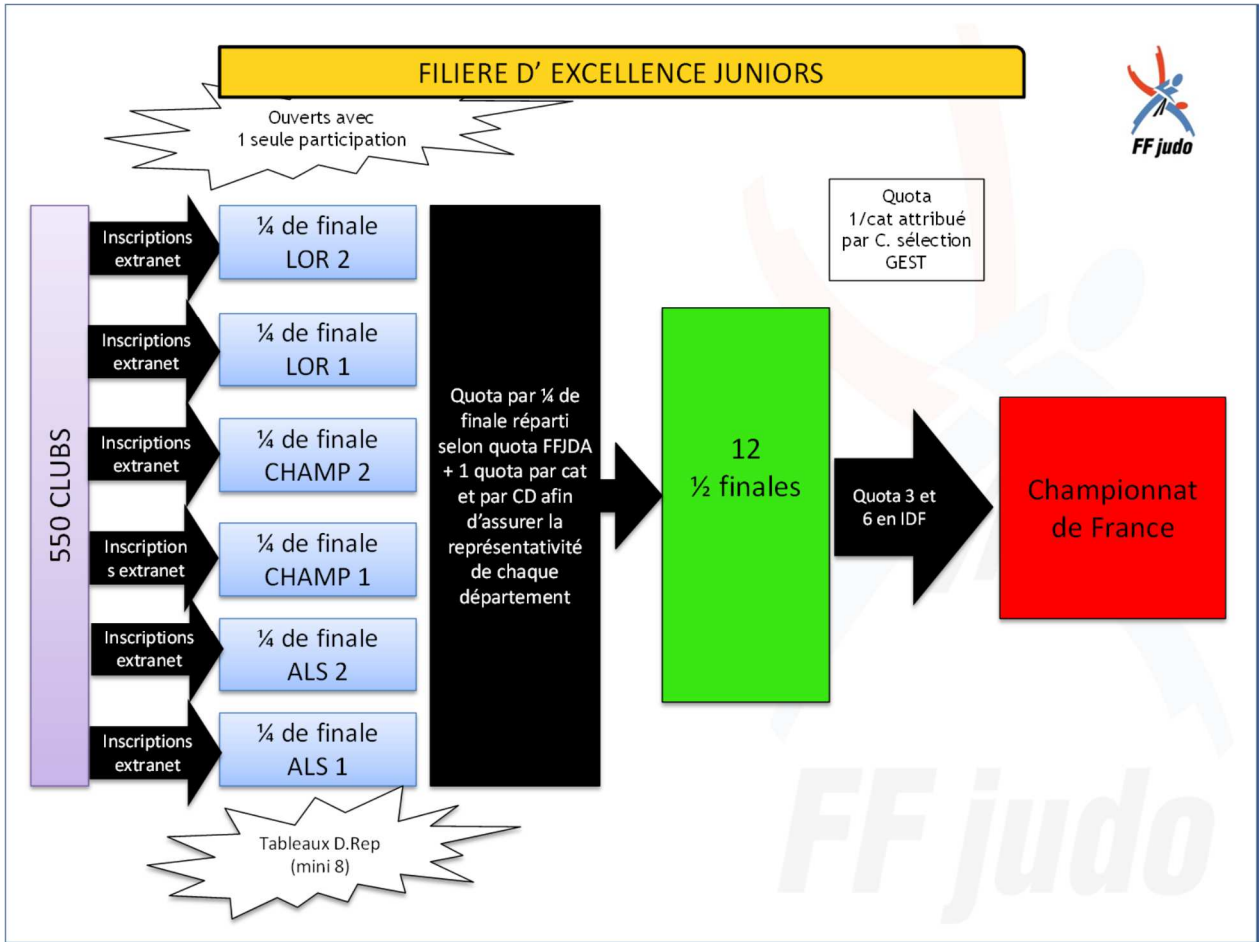 FILIERE D' EXCELLENCE JUNIORS
FF judo
Ouverts avec
1 seule participation
Quota
1/cat attribué
par C. sélection
GEST
550 CLUBS
Inscriptions
extranet
¼ de finale
LOR 2
Inscriptions
extranet
¼ de finale
LOR 1
Inscriptions
extranet
¼ de finale
CHAMP 2
Inscription
s extranet
¼ de finale
CHAMP 1
Inscriptions
extranet
¼ de finale
ALS 2
Inscriptions
extranet
¼ de finale
ALS 1
Quota par ¼ de
finale réparti
selon quota FFJDA
+ 1 quota par cat
et par CD afin
d'assurer la
représentativité
de chaque
département
12
½ finales
Quota 3 et
6 en IDF
Championnat
de France
Tableaux D.Rep
(mini 8)
FF judo